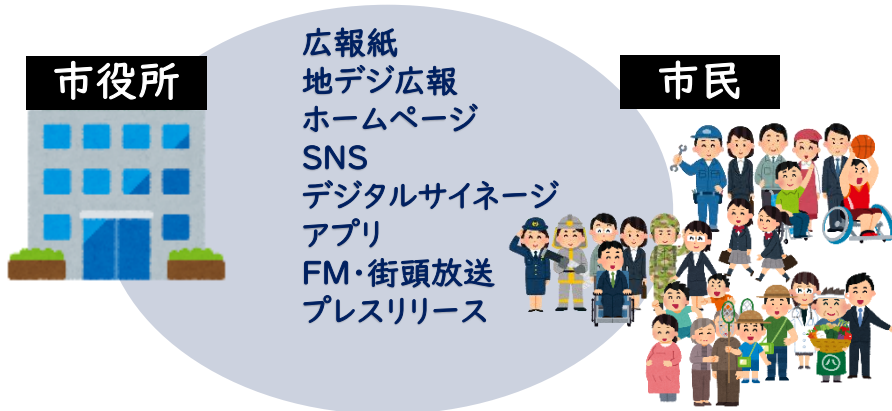 市役所
広報紙
地デジ広報
ホームページ
SNS
デジタルサイネージ
アプリ
FM・街頭放送
プレスリリース
市民
八